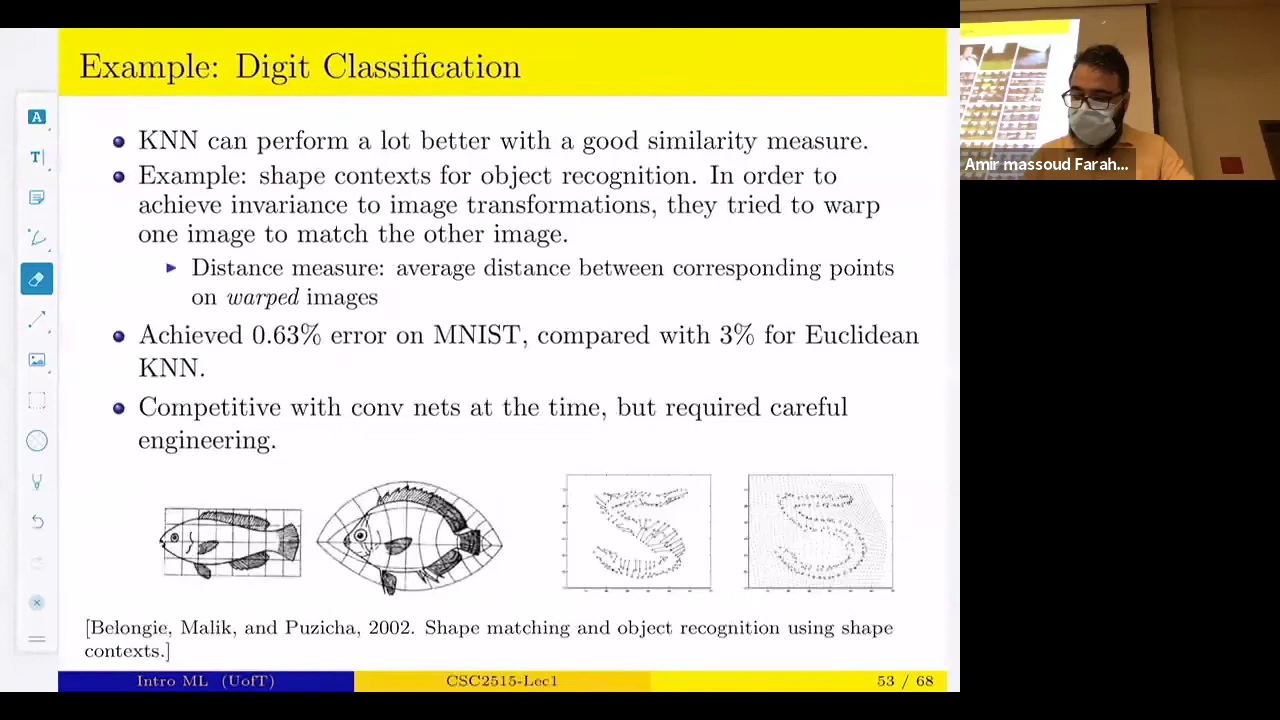 Example: Digit Classification
KNN can perform a lot better with a good similarity measure.
Example: shape contexts for object recognition. In order to
achieve invariance to image transformations, they tried to warp
one image to match the other image.
Distance measure: average distance between corresponding points
on warped images
Achieved 0.63% error on MNIST, compared with 3% for Euclidean
KNN.
Competitive with conv nets at the time, but required careful
engineering.
[Belongie, Malik, and Puzicha, 2002. Shape matching and object recognition using shape
contexts.]
Intro ML (UofT)
CSC2515-Lec1
53 / 68
Amir massoud Farah...
A
T